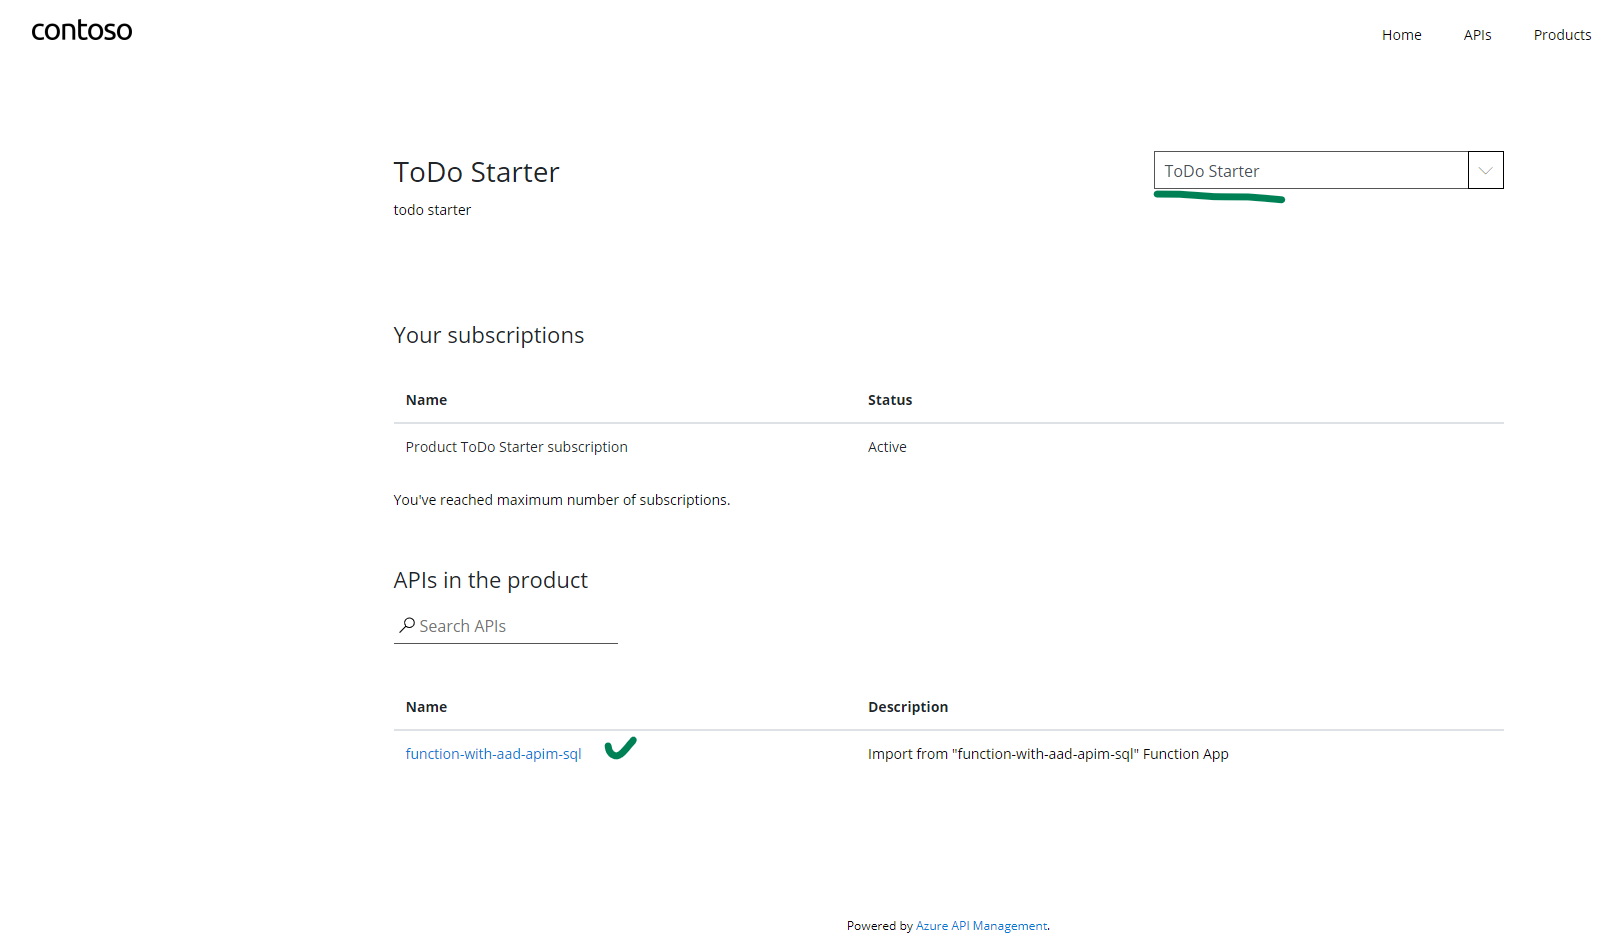 contoso
Home APIs Products
ToDo Starter
ToDo Starter
todo starter
Your subscriptions
Name Status
Product ToDo Starter subscription Active
You've reached maximum number of subscriptions.
APIs in the product
Search APIs
Name Description
function-with-aad-apim-sql Import from "function-with-aad-apim-sql" Function App
Powered by Azure API Management.